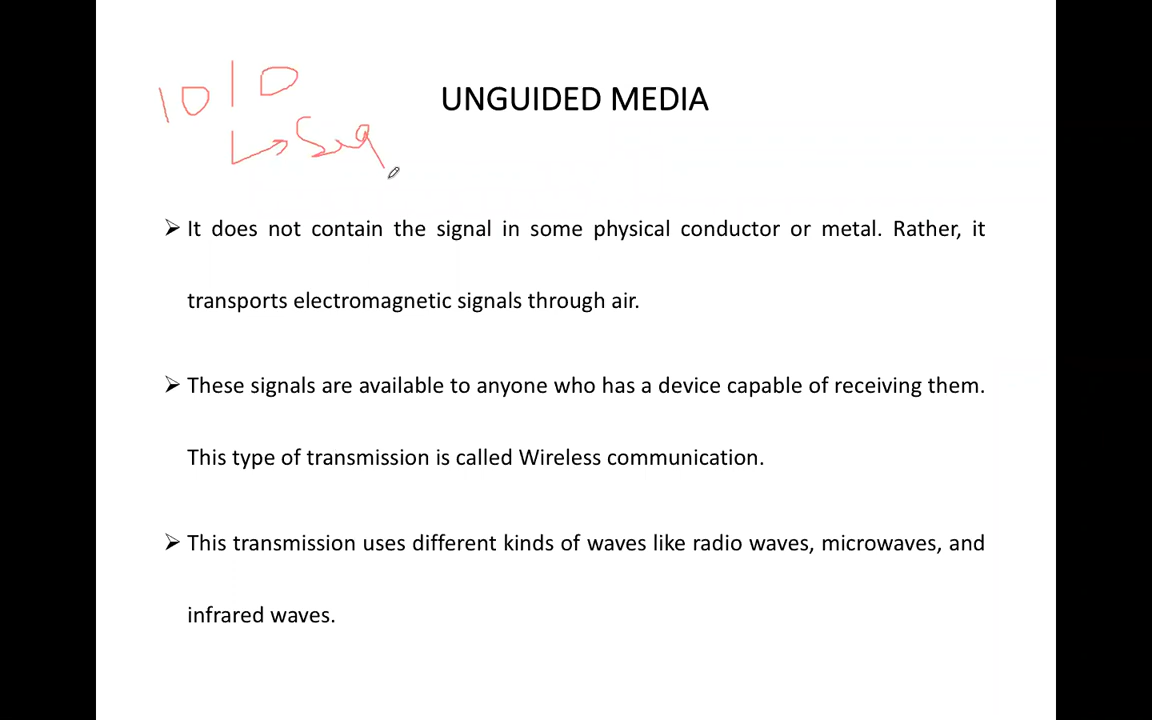 1010
UNGUIDED MEDIA
↳ Sig
➢ It does not contain the signal in some physical conductor or metal. Rather, it
transports electromagnetic signals through air.
➢ These signals are available to anyone who has a device capable of receiving them.
This type of transmission is called Wireless communication.
➢ This transmission uses different kinds of waves like radio waves, microwaves, and
infrared waves.